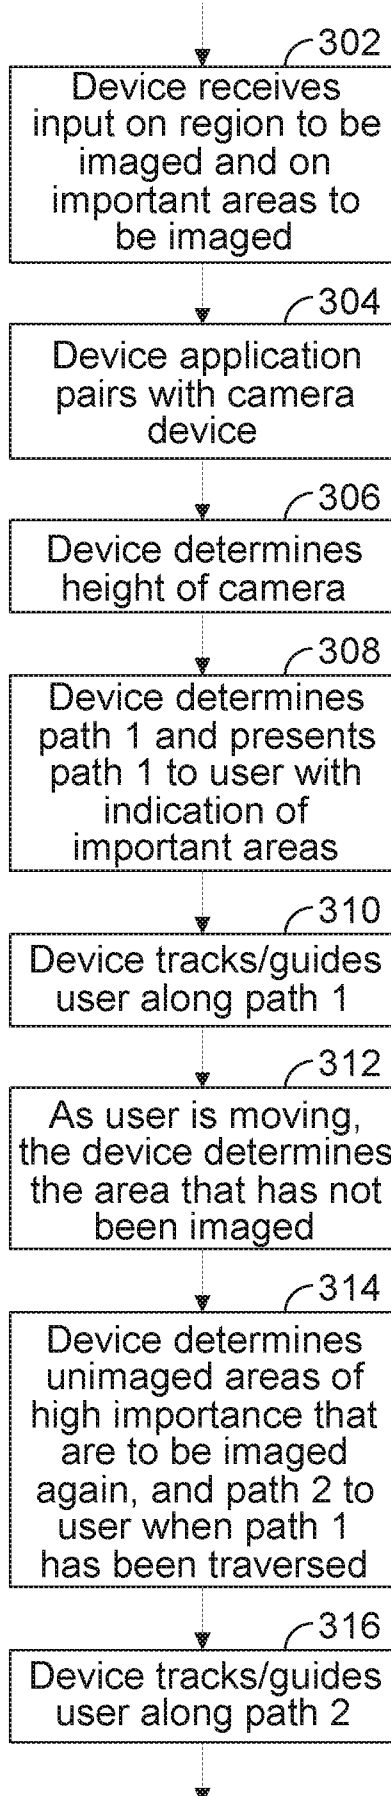 302
Device receives
input on region to be
imaged and on
important areas to
be imaged
304
Device application
pairs with camera
device
306
Device determines
height of camera
308
Device determines
path 1 and presents
path 1 to user with
indication of
important areas
310
Device tracks/guides
user along path 1
312
As user is moving,
the device determines
the area that has not
been imaged
314
Device determines
unimaged areas of
high importance that
are to be imaged
again, and path 2 to
user when path 1
has been traversed
316
Device tracks/guides
user along path 2